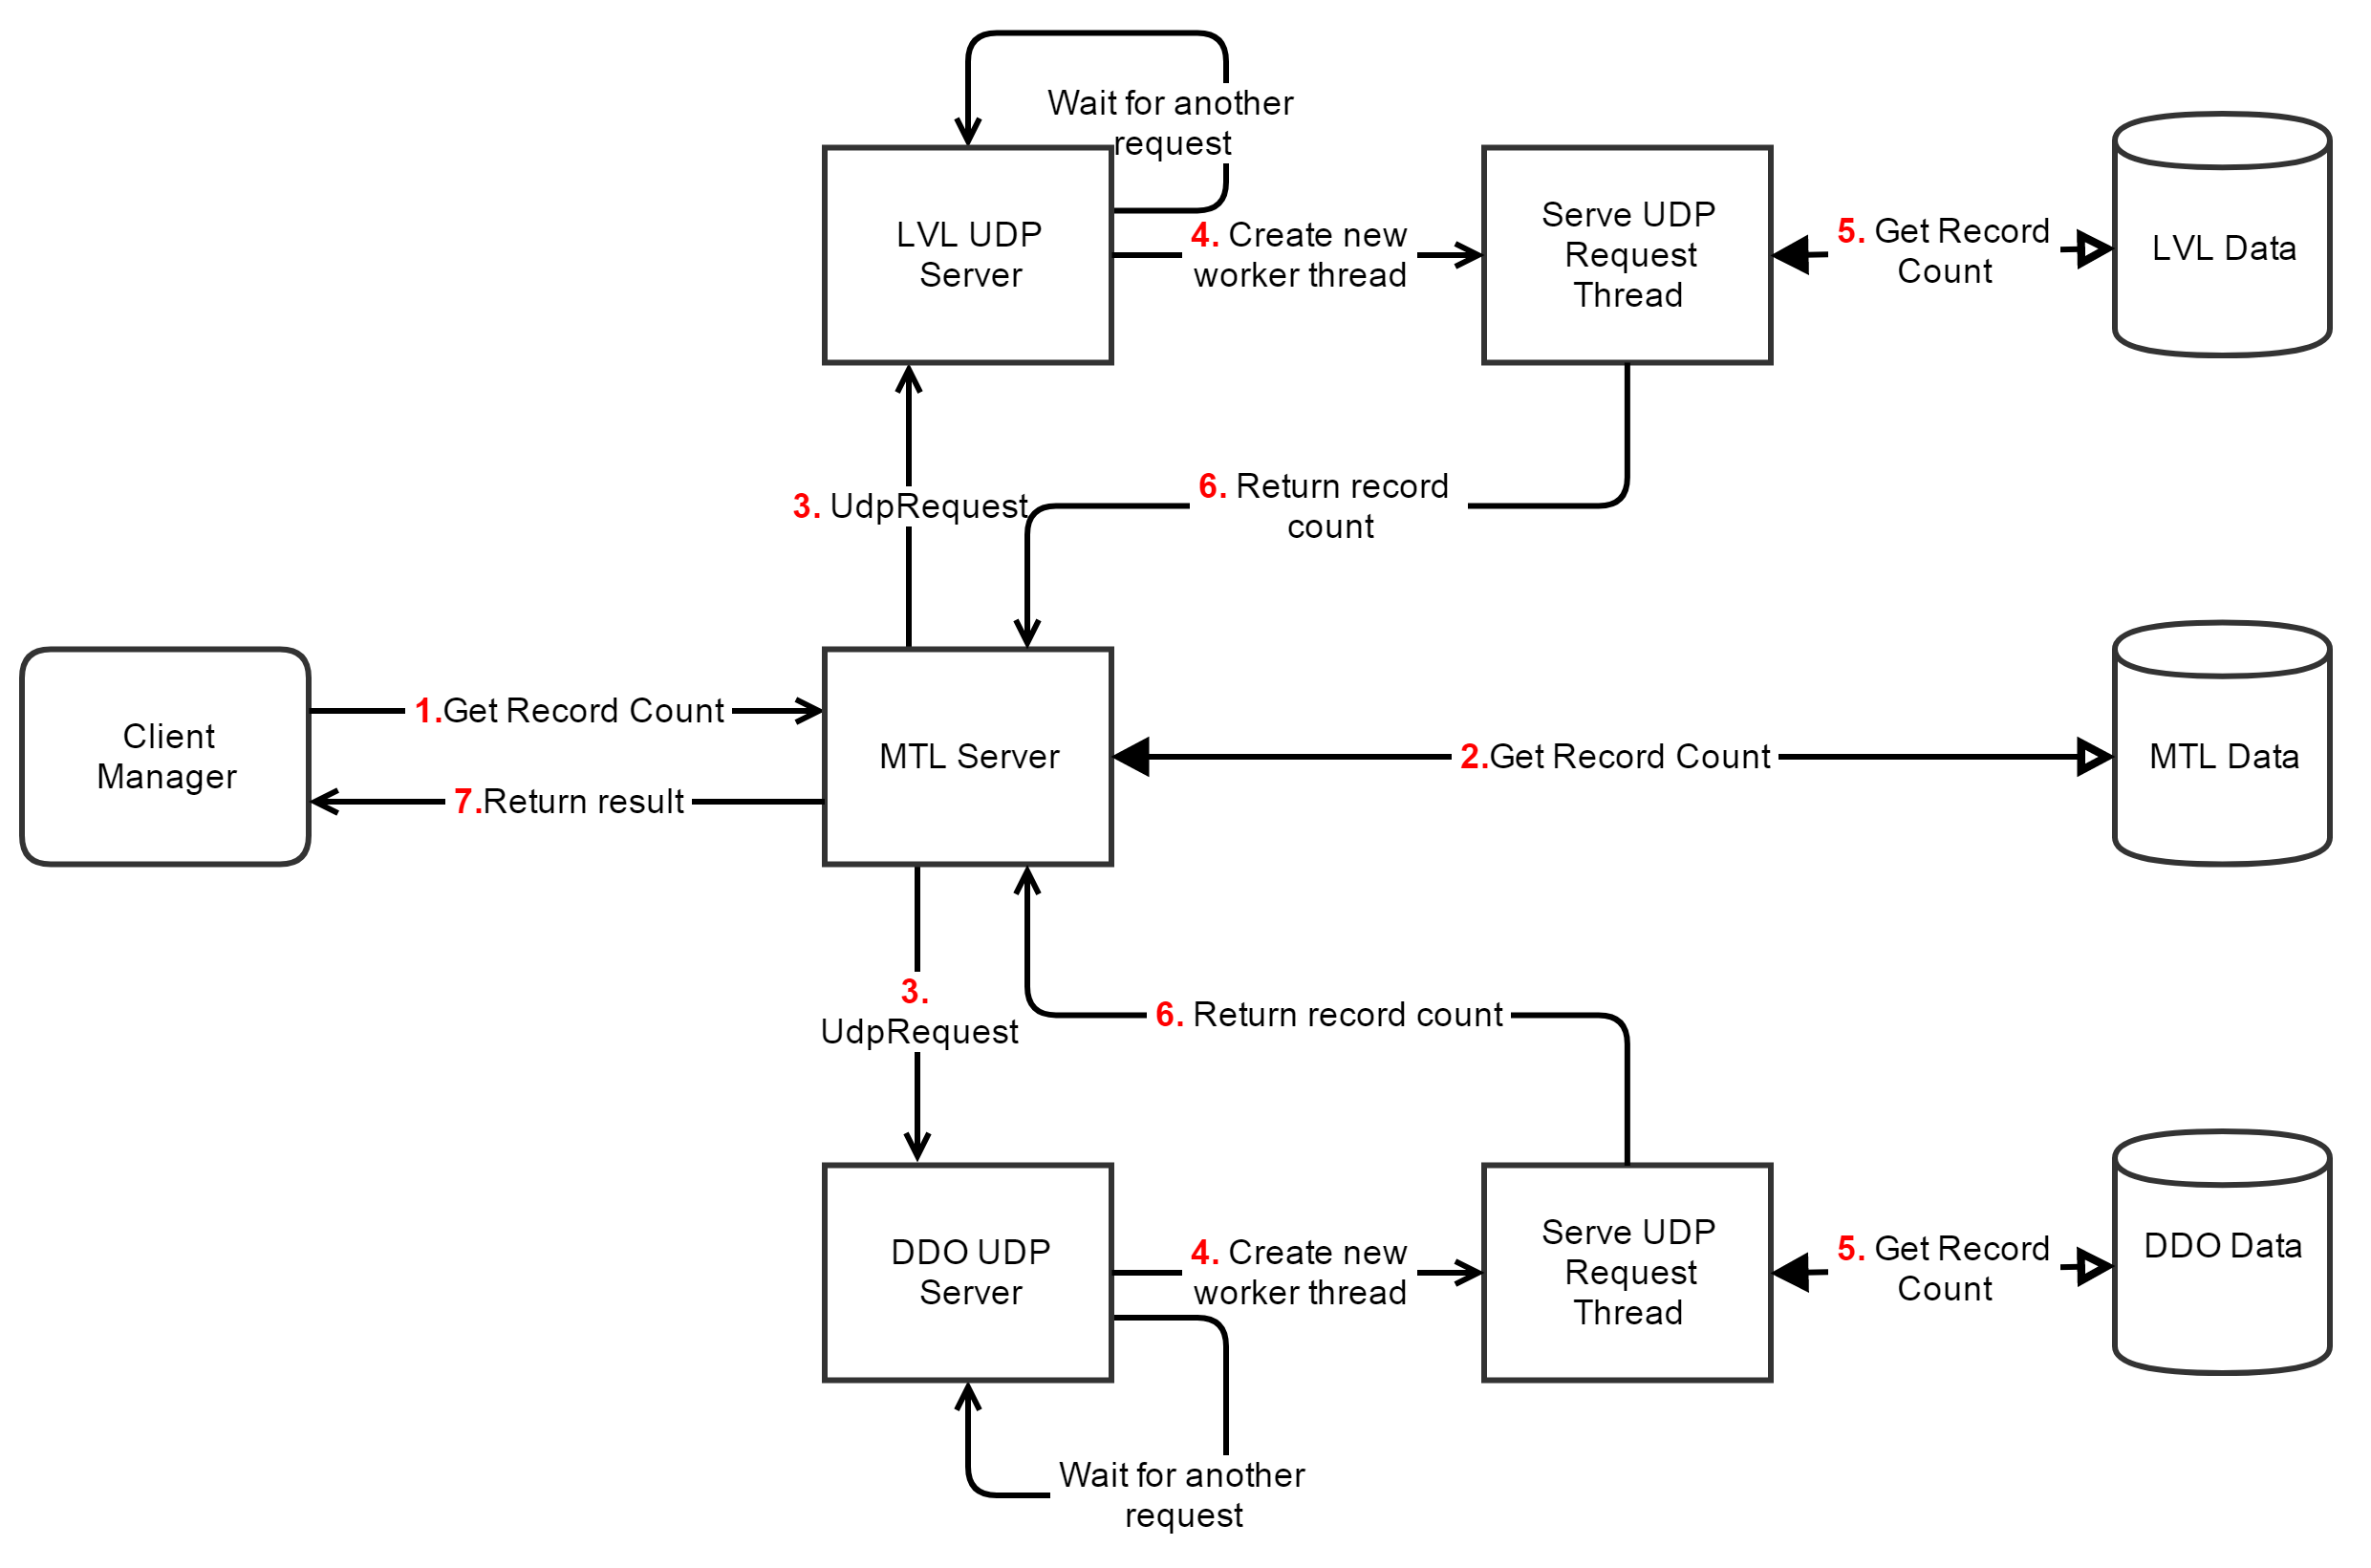 Wait for another
request
LVL UDP
Server
4. Create new
worker thread
Serve UDP
Request
Thread
5. Get Record
Count
LVL Data
3. UdpRequest
6. Return record
count
Client
Manager
1.Get Record Count
7.Return result
MTL Server
2.Get Record Count
MTL Data
3.
UdpRequest
6. Return record count
DDO UDP
Server
4. Create new
worker thread
Serve UDP
Request
Thread
5. Get Record
Count
DDO Data
Wait for another
request